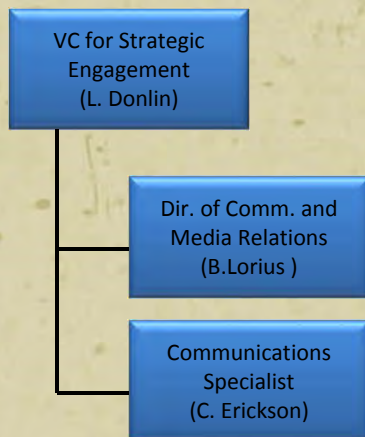 VC for Strategic
Engagement
(L. Donlin)
Dir. of Comm. and
Media Relations
(B.Lorius )
Communications
Specialist
(C. Erickson)